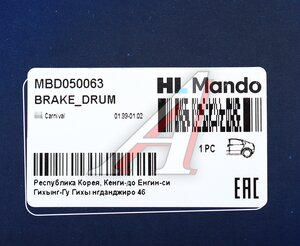 MBD050063
BRAKE_DRUM
Carnival 01.99-01.02
HL Mando
1 PC
Республика Корея, Кенги-до Енгин-си
Гихынг-Гу Гихы нгданджиро 46
EAC